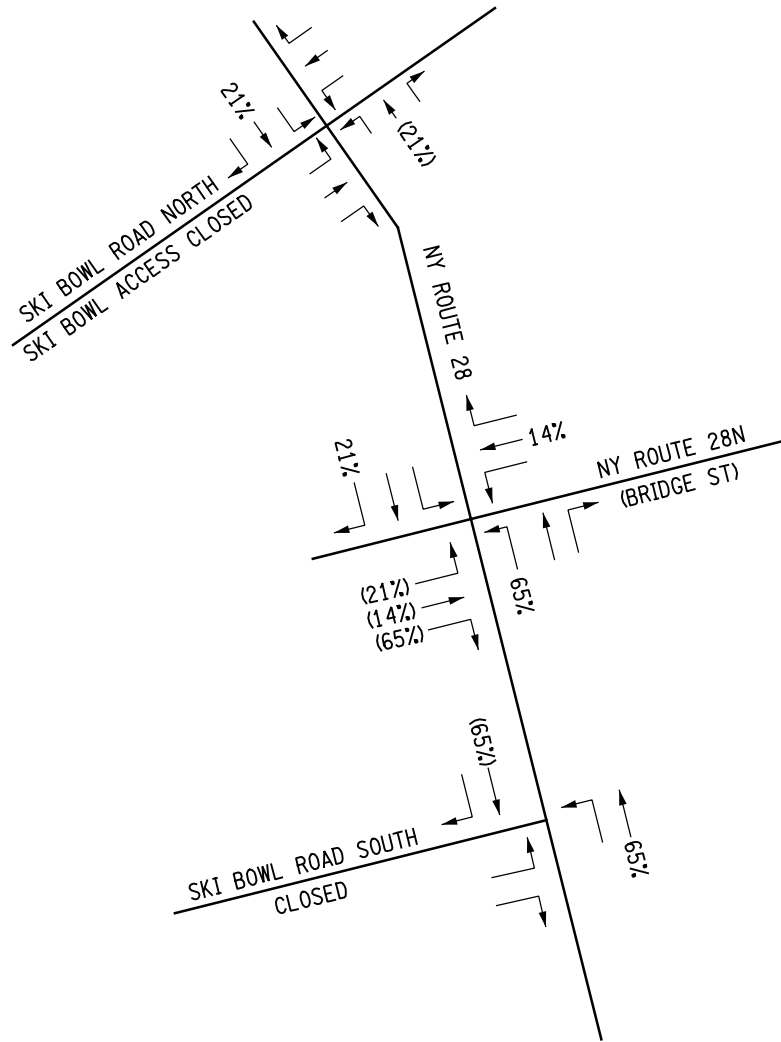 21%
(21%)
SKI BOWL ROAD NORTH
SKI BOWL ACCESS CLOSED
NY ROUTE 28
14%
21%
NY ROUTE 28N
(BRIDGE ST)
(21%)
(14%)
(65%)
65%
(65%)
65%
SKI BOWL ROAD SOUTH
CLOSED